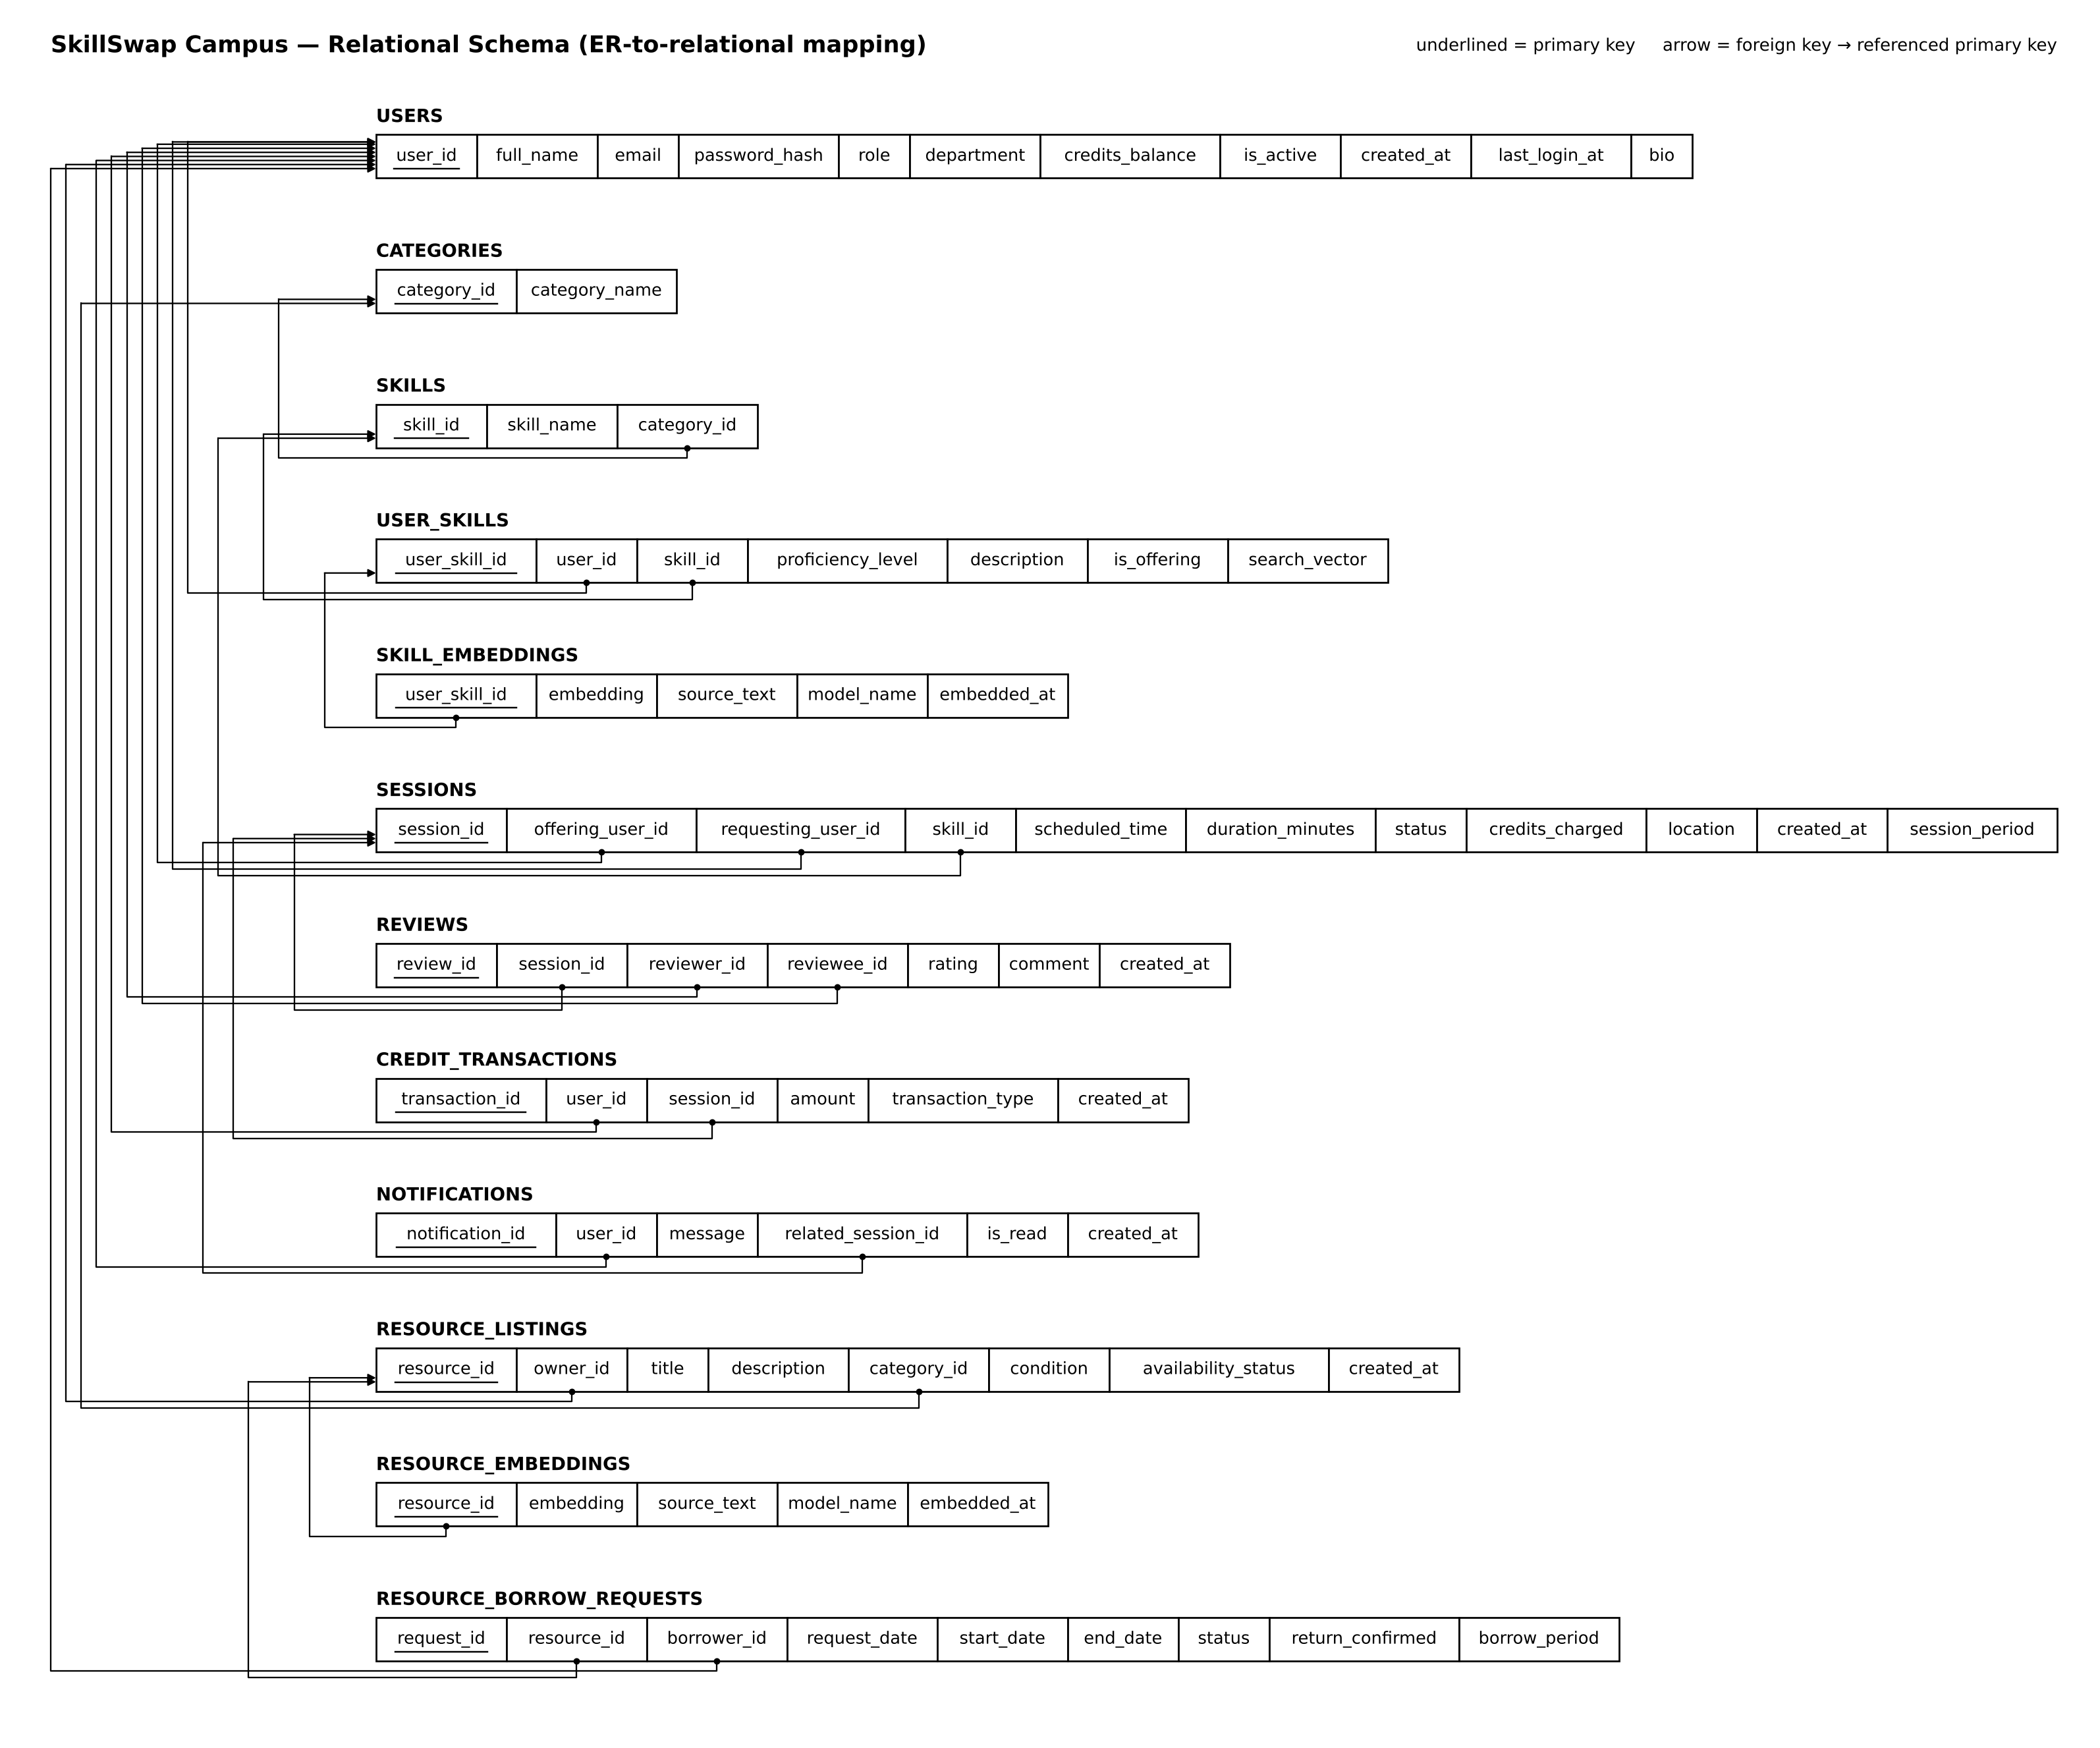 SkillSwap Campus — Relational Schema (ER-to-relational mapping)
underlined = primary key arrow = foreign key → referenced primary key
USERS
user_id full_name email password_hash role department credits_balance is_active created_at last_login_at bio
CATEGORIES
category_id category_name
SKILLS
skill_id skill_name category_id
USER_SKILLS
user_skill_id user_id skill_id proficiency_level description is_offering search_vector
SKILL_EMBEDDINGS
user_skill_id embedding source_text model_name embedded_at
SESSIONS
session_id offering_user_id requesting_user_id skill_id scheduled_time duration_minutes status credits_charged location created_at session_period
REVIEWS
review_id session_id reviewer_id reviewee_id rating comment created_at
CREDIT_TRANSACTIONS
transaction_id user_id session_id amount transaction_type created_at
NOTIFICATIONS
notification_id user_id message related_session_id is_read created_at
RESOURCE_LISTINGS
resource_id owner_id title description category_id condition availability_status created_at
RESOURCE_EMBEDDINGS
resource_id embedding source_text model_name embedded_at
RESOURCE_BORROW_REQUESTS
request_id resource_id borrower_id request_date start_date end_date status return_confirmed borrow_period